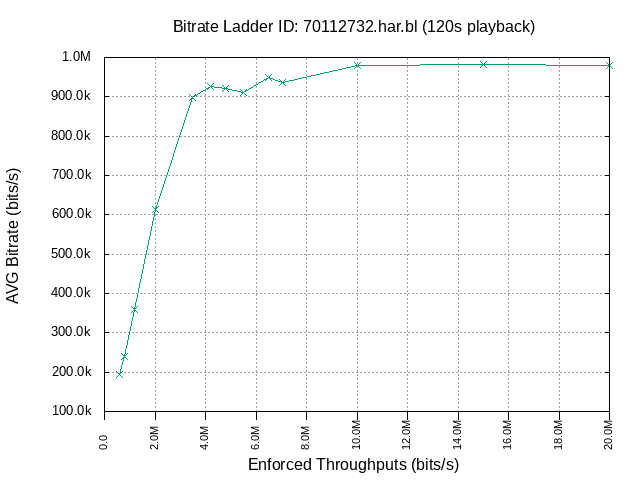 Bitrate Ladder ID: 70112732.har.bl (120s playback)
1.0M
900.0k
800.0k
700.0k
600.0k
500.0k
400.0k
300.0k
200.0k
100.0k
AVG Bitrate (bits/s)
0.0 2.0M 4.0M 6.0M 8.0M 10.0M 12.0M 14.0M 16.0M 18.0M 20.0M
Enforced Throughputs (bits/s)